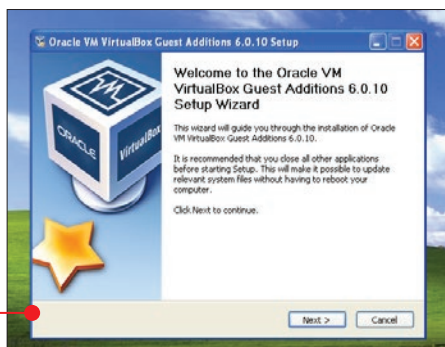 Oracle VM VirtualBox Guest Additions 6.0.10 Setup
ORACLE
VirtualBox
Welcome to the Oracle VM
VirtualBox Guest Additions 6.0.10
Setup Wizard
This wizard will guide you through the installation of Oracle
VM VirtualBox Guest Additions 6.0.10.
It is recommended that you close all other applications
before starting Setup. This will make it possible to update
relevant system files without having to reboot your
computer.
Click Next to continue.
Next >
Cancel